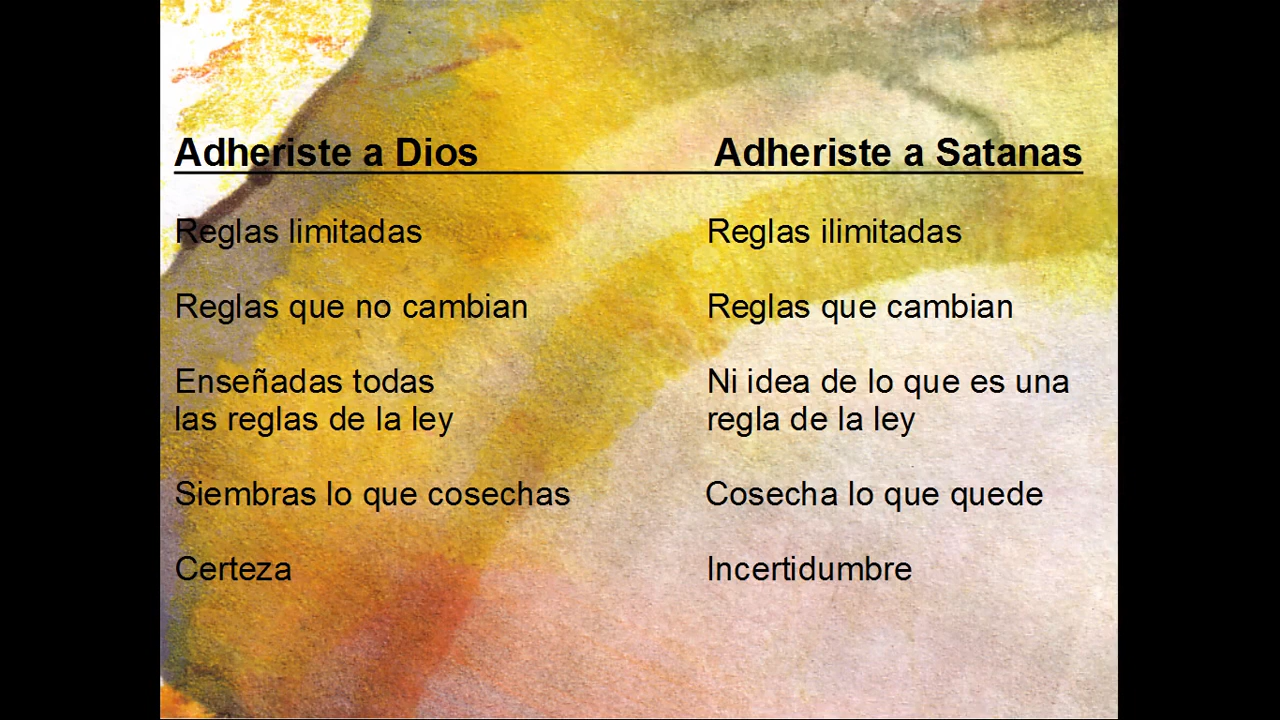 Adheriste a Dios Adheriste a Satanas
Reglas limitadas Reglas ilimitadas
Reglas que no cambian Reglas que cambian
Enseñadas todas Ni idea de lo que es una
las reglas de la ley regla de la ley
Siembras lo que cosechas Cosecha lo que quede
Certeza Incertidumbre